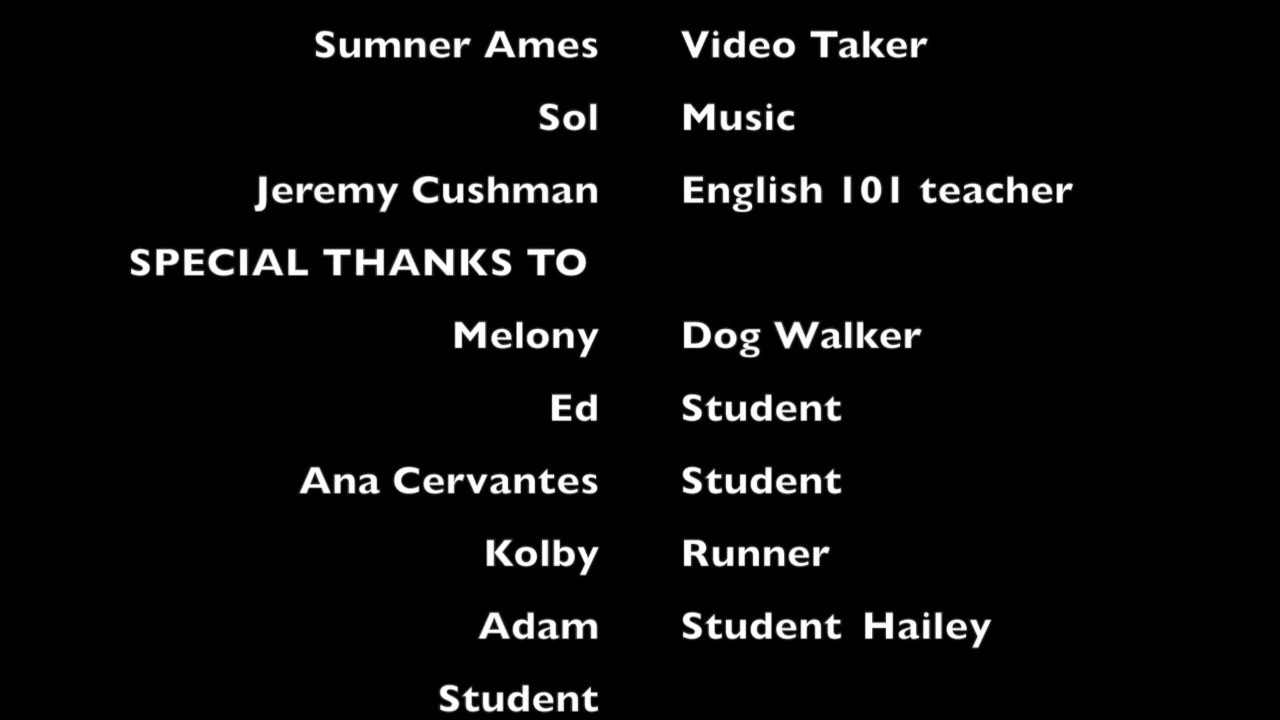 Sumner Ames Video Taker
Sol Music
Jeremy Cushman English 101 teacher
SPECIAL THANKS TO
Melony Dog Walker
Ed Student
Ana Cervantes Student
Kolby Runner
Adam Student Hailey
Student